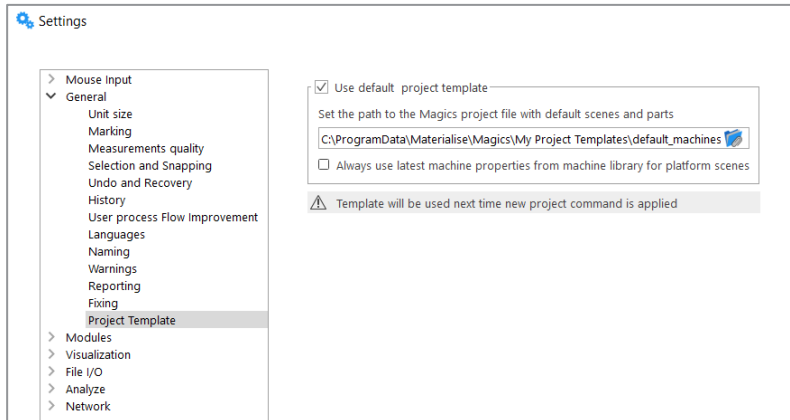 Settings
Mouse Input
General
Unit size
Marking
Measurements quality
Selection and Snapping
Undo and Recovery
History
User process Flow Improvement
Languages
Naming
Warnings
Reporting
Fixing
Project Template
Modules
Visualization
File I/O
Analyze
Network
Use default project template
Set the path to the Magics project file with default scenes and parts
C:\ProgramData\Materialise\Magics\My Project Templates\default_machines
Always use latest machine properties from machine library for platform scenes
Template will be used next time new project command is applied